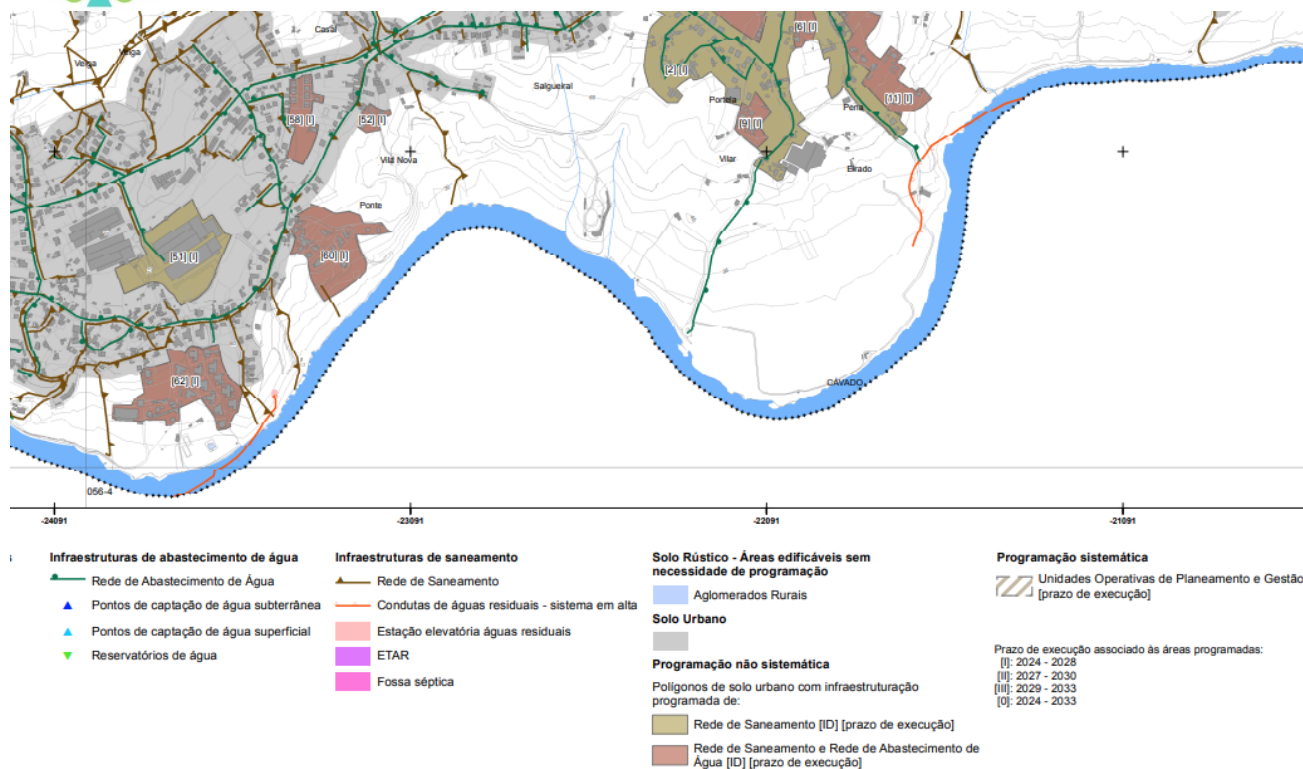 Casal
Veiga
Veiga
[6] [I]
[2] [I]
Salgueiral
[11] [I]
Portela
Pena
[58] [I]
[52] [I]
[9] [I]
Vila Nova
Vilar
Eirado
Ponte
[51] [I]
[60] [I]
[62] [I]
CÁVADO
056-4
-24091
-23091
-22091
-21091
Infraestruturas de abastecimento de água
Rede de Abastecimento de Água
Pontos de captação de água subterrânea
Pontos de captação de água superficial
Reservatórios de água
Infraestruturas de saneamento
Rede de Saneamento
Condutas de águas residuais - sistema em alta
Estação elevatória águas residuais
ETAR
Fossa séptica
Solo Rústico - Áreas edificáveis sem
necessidade de programação
Aglomerados Rurais
Solo Urbano
Programação não sistemática
Polígonos de solo urbano com infraestruturação
programada de:
Rede de Saneamento [ID] [prazo de execução]
Rede de Saneamento e Rede de Abastecimento de
Água [ID] [prazo de execução]
Programação sistemática
Unidades Operativas de Planeamento e Gestão
[prazo de execução]
Prazo de execução associado às áreas programadas:
[I]: 2024 - 2028
[II]: 2027 - 2030
[III]: 2029 - 2033
[0]: 2024 - 2033